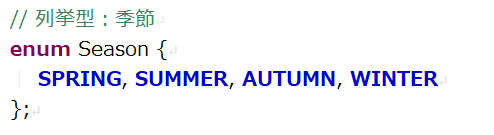 // 列挙型：季節
enum Season {
    SPRING, SUMMER, AUTUMN, WINTER
};